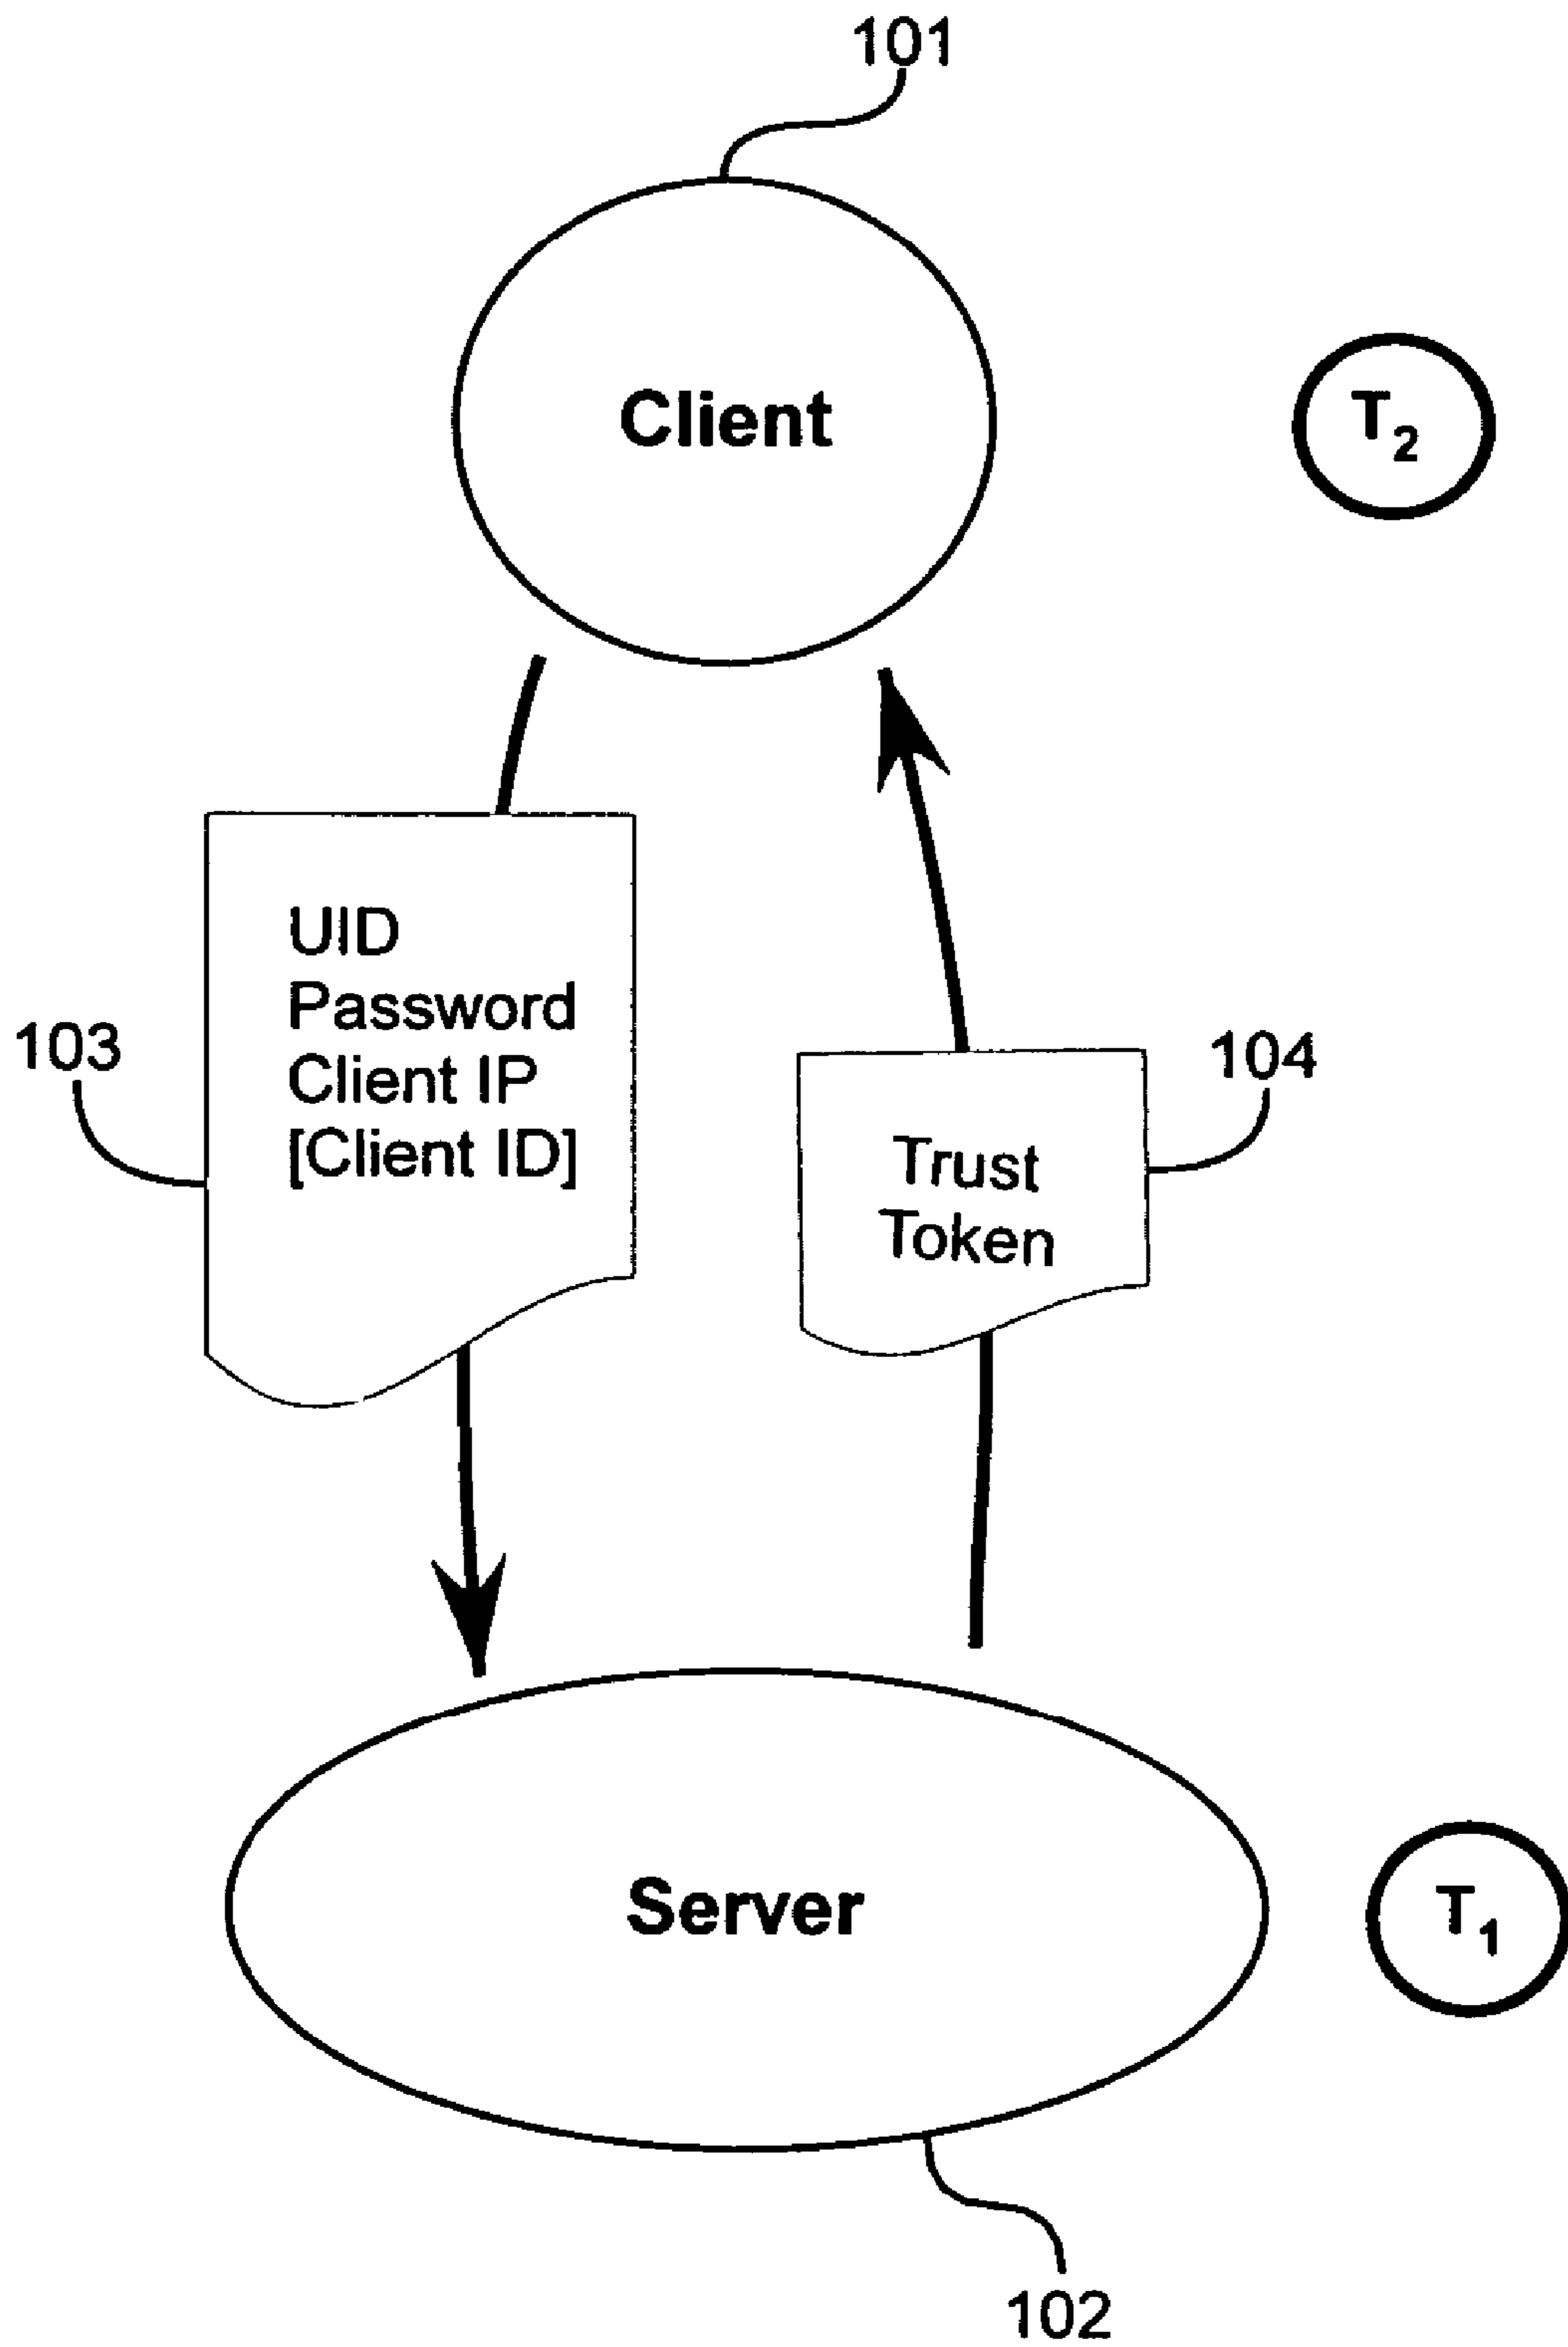 101
Client
T2
UID
Password
Client IP
[Client ID]
103
104
Trust
Token
Server
T1
102